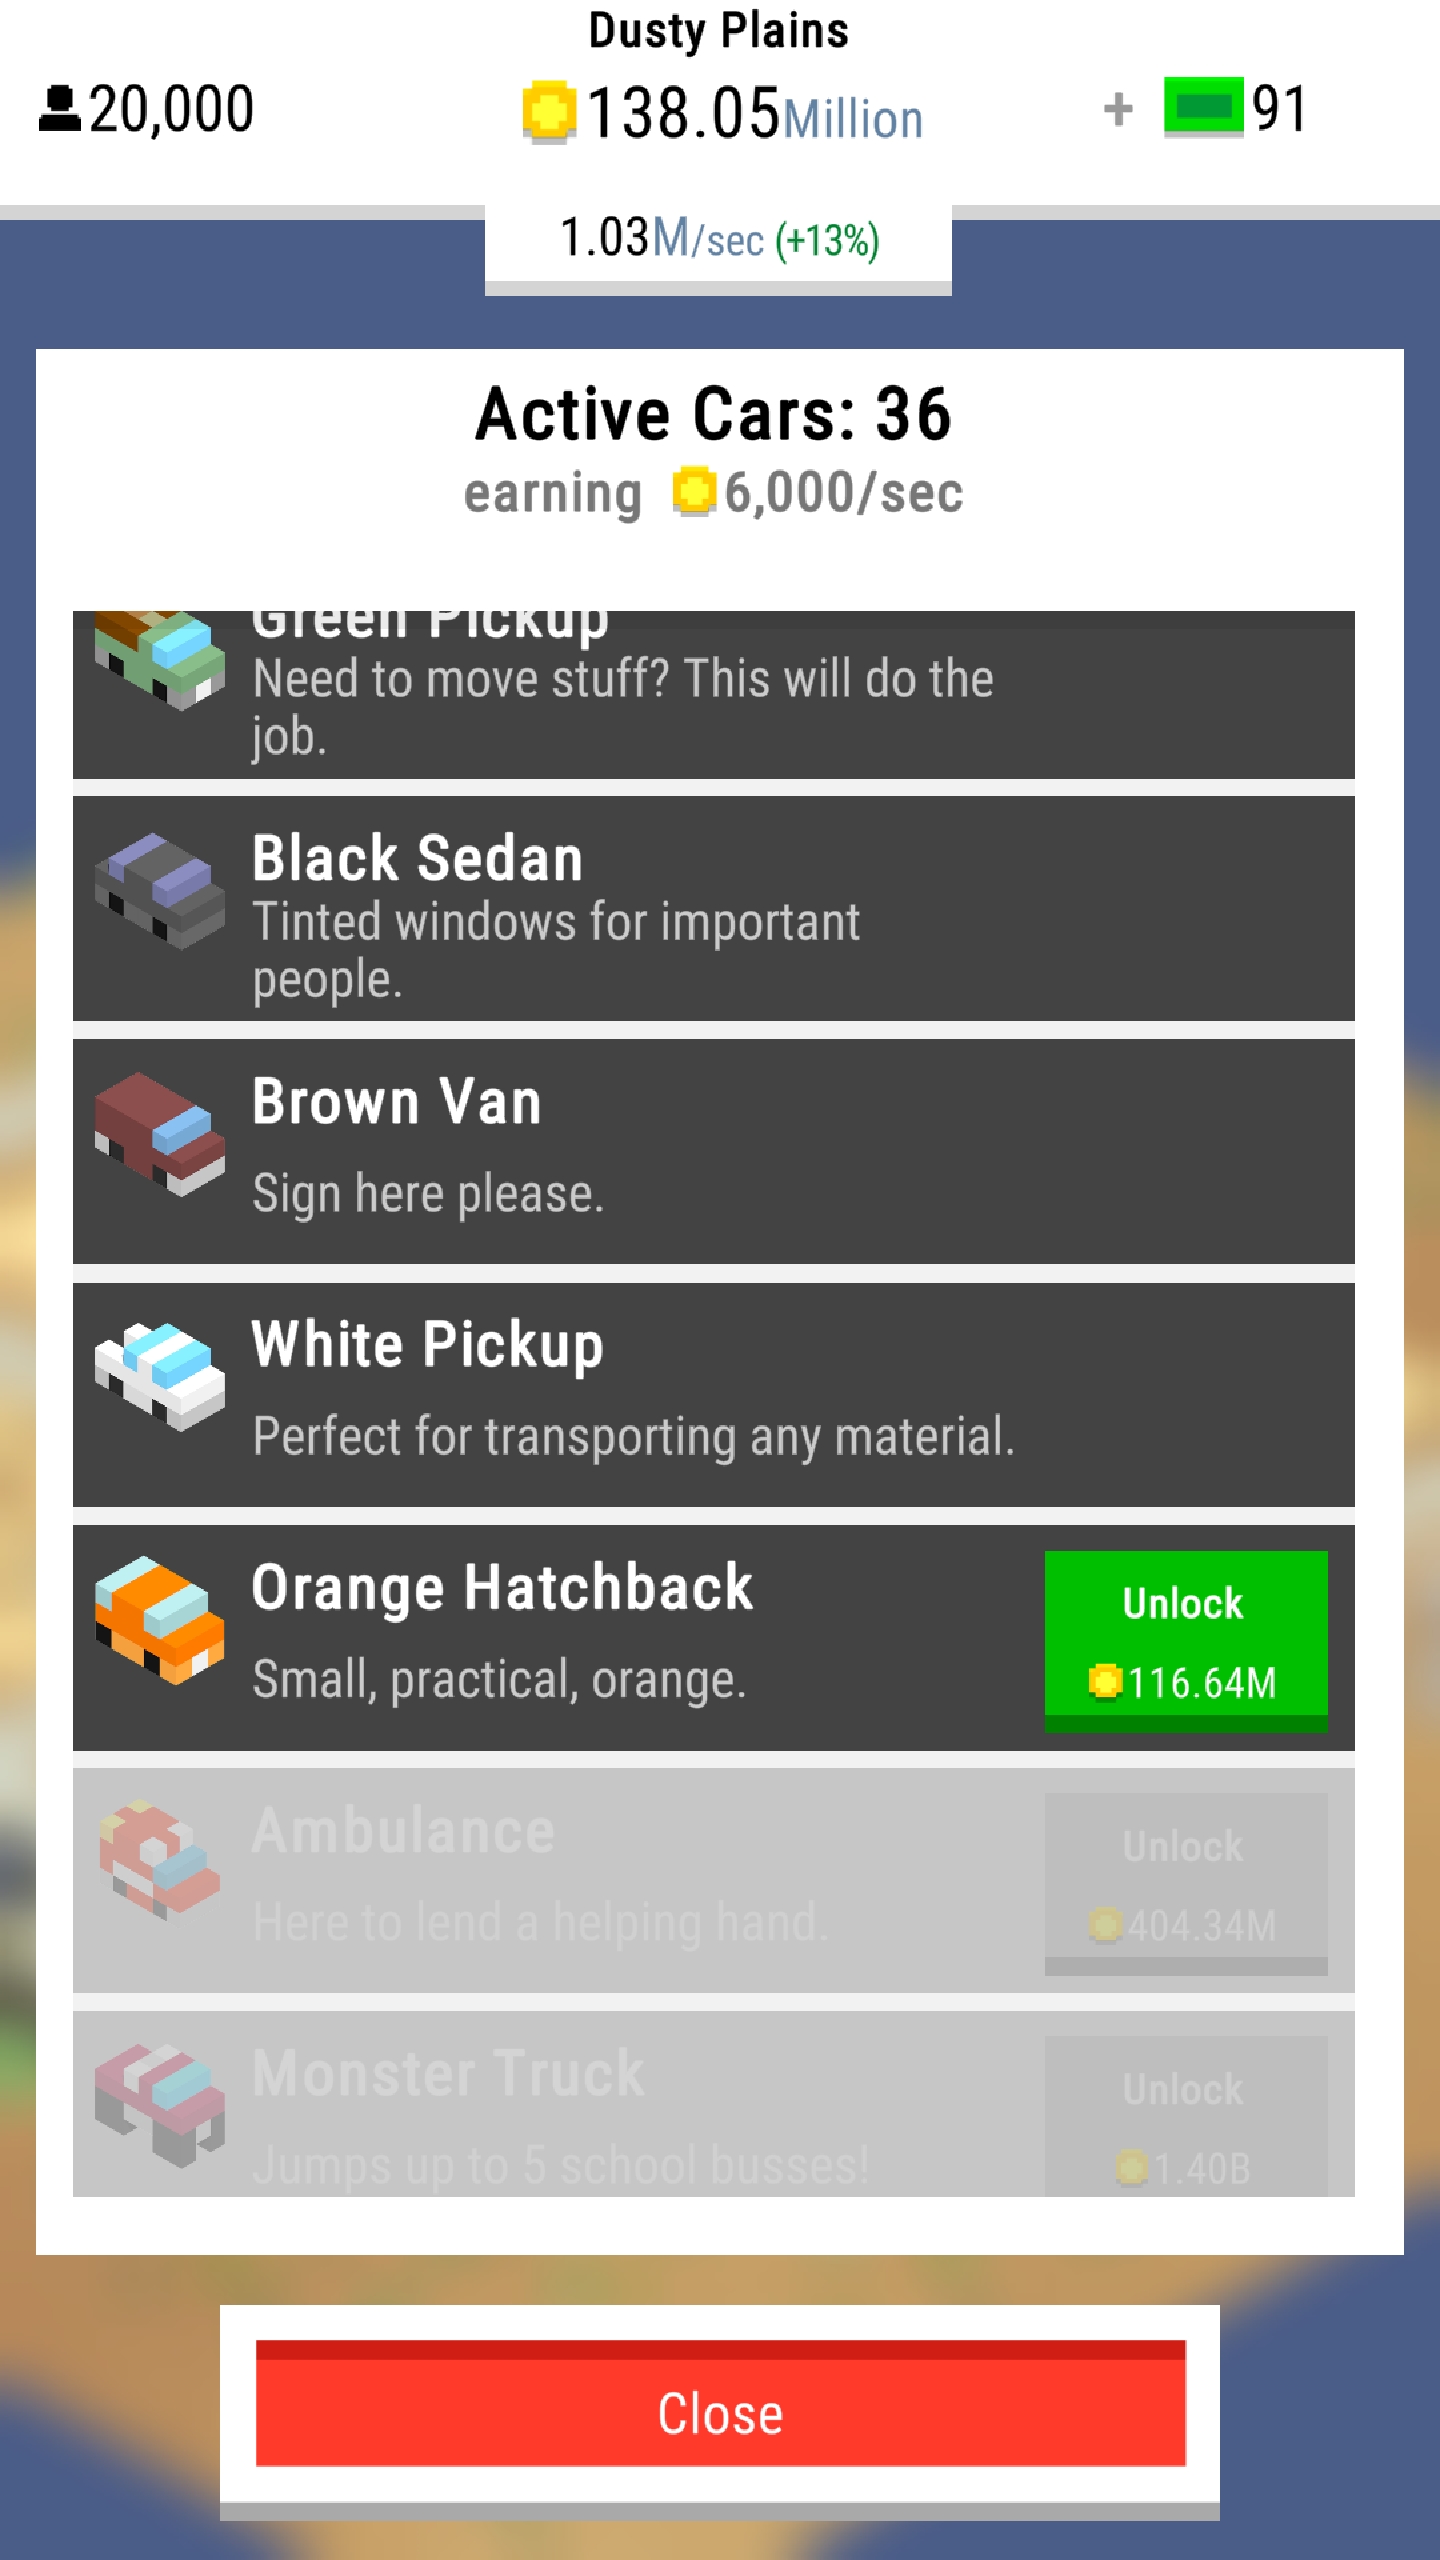 Dusty Plains
20,000
138.05Million
+ 91
1.03M/sec (+13%)
Active Cars: 36
earning 6,000/sec
Green Pickup
Need to move stuff? This will do the
job.
Black Sedan
Tinted windows for important
people.
Brown Van
Sign here please.
White Pickup
Perfect for transporting any material.
Orange Hatchback
Small, practical, orange.
Unlock
116.64M
Ambulance
Here to lend a helping hand.
Unlock
404.34M
Monster Truck
Jumps up to 5 school busses!
Unlock
1.40B
Close